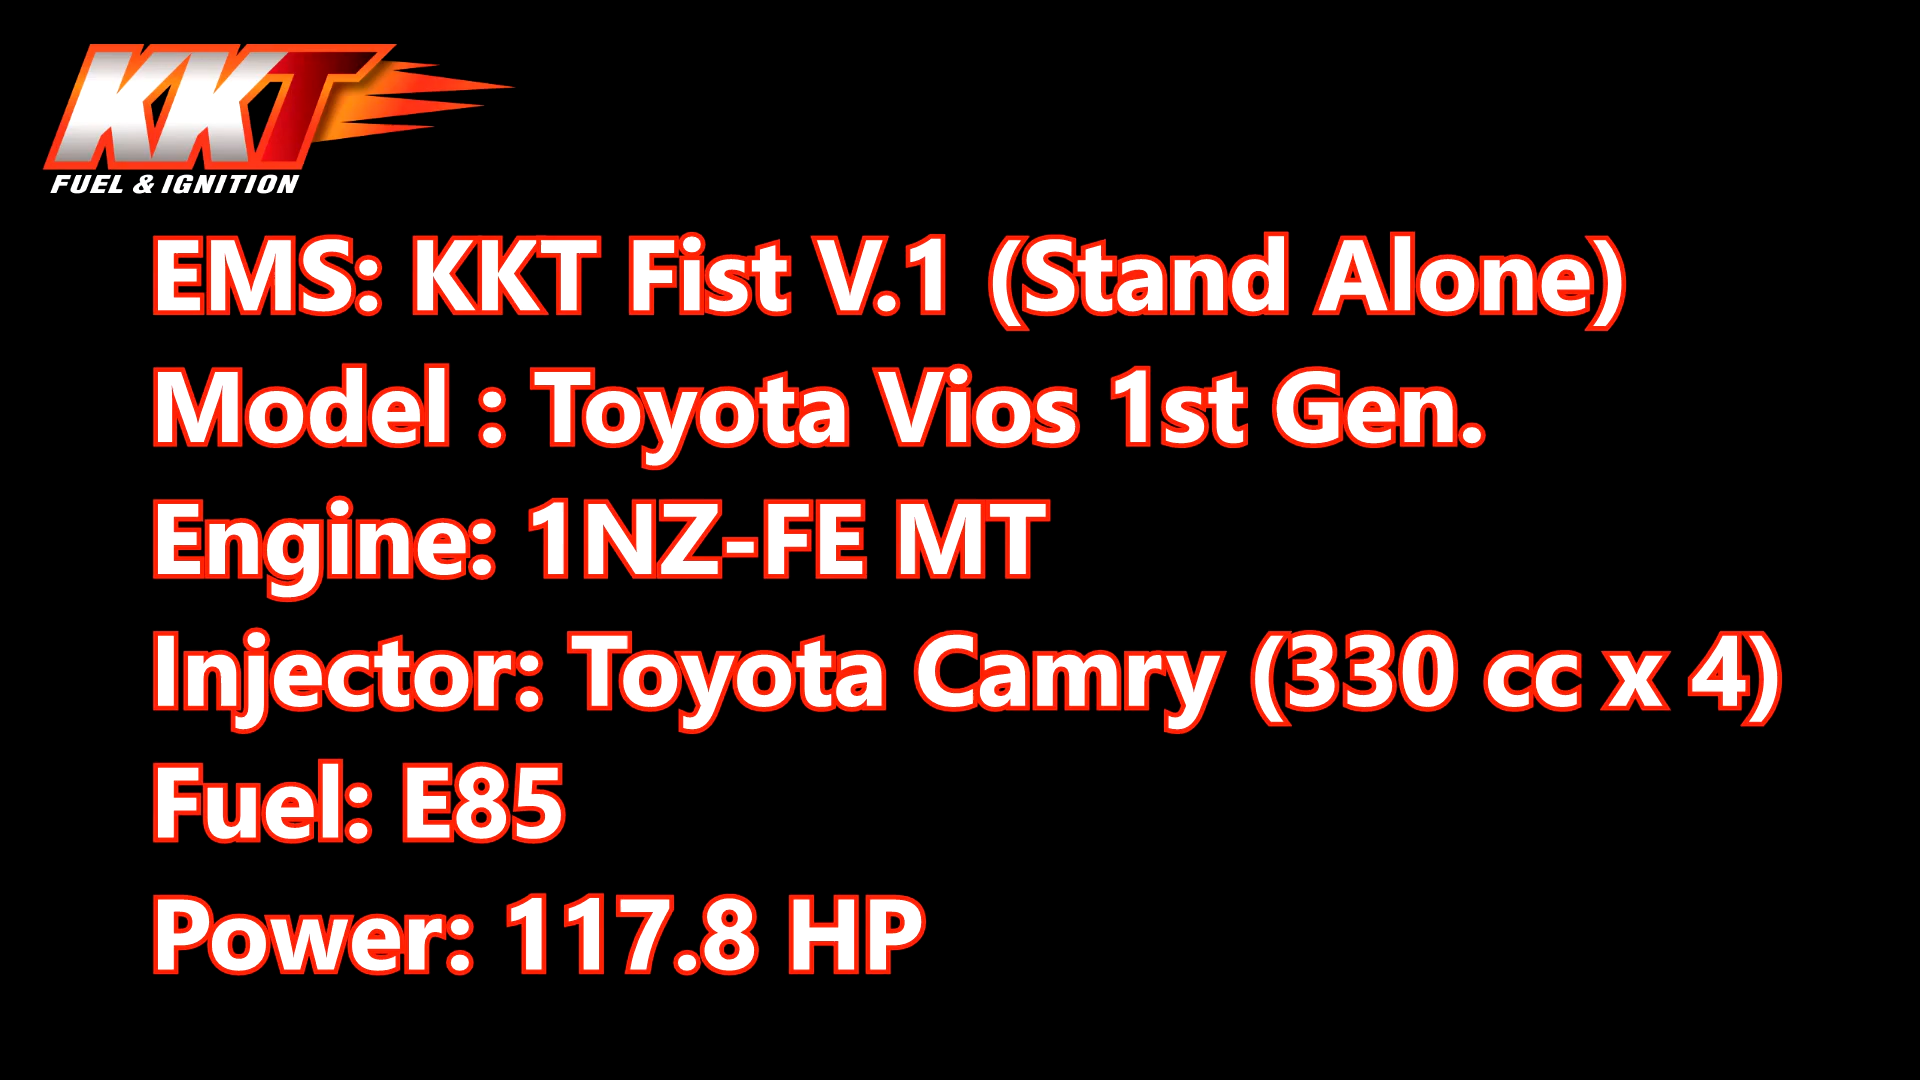 KKT
FUEL & IGNITION
EMS: KKT Fist V.1 (Stand Alone)
Model : Toyota Vios 1st Gen.
Engine: 1NZ-FE MT
Injector: Toyota Camry (330 cc x 4)
Fuel: E85
Power: 117.8 HP